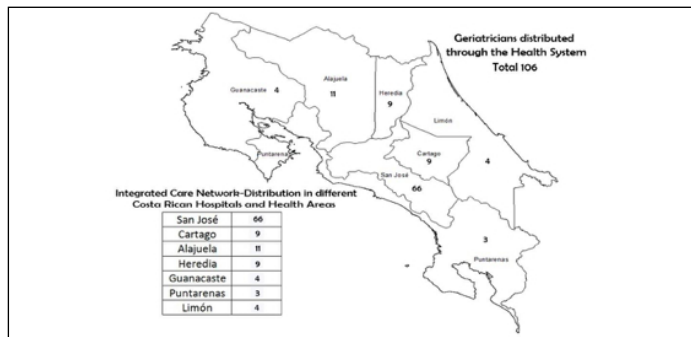 Geriatricians distributed
through the Health System
Total 106
Alajuela
11
Guanacaste 4
Heredia
9
Limón
Puntarenas
Cartago
9
4
San José
66
3
Puntarenas
Integrated Care Network-Distribution in different
Costa Rican Hospitals and Health Areas
San José 66
Cartago 9
Alajuela 11
Heredia 9
Guanacaste 4
Puntarenas 3
Limón 4